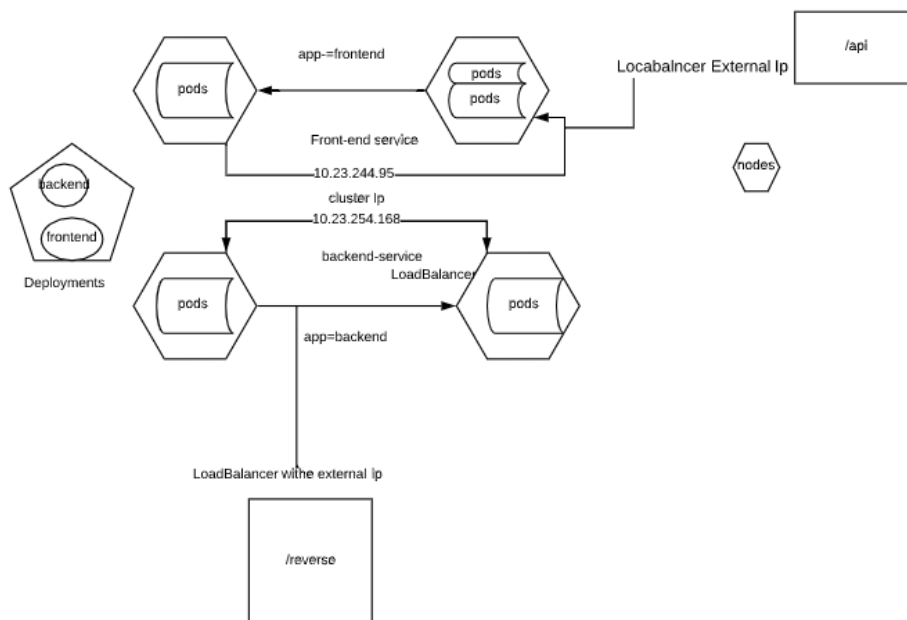 /api
Locabalncer External Ip
app-=frontend
pods
pods
pods
Front-end service
10.23.244.95
nodes
backend
frontend
Deployments
cluster Ip
10.23.254.168
backend-service
LoadBalancer
pods
pods
app=backend
LoadBalancer withe external Ip
/reverse